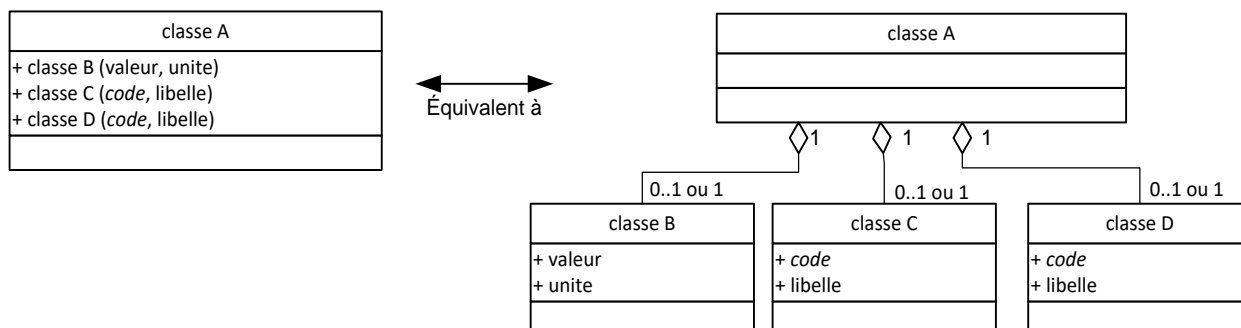 classe A
+ classe B (valeur, unite)
+ classe C (code, libelle)
+ classe D (code, libelle)
Équivalent à
classe A
1
1
1
0..1 ou 1
0..1 ou 1
0..1 ou 1
classe B
+ valeur
+ unite
classe C
+ code
+ libelle
classe D
+ code
+ libelle